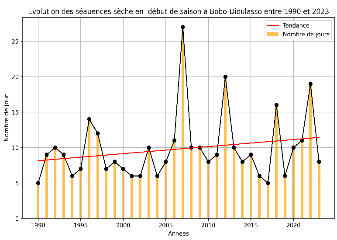 Evolution des séquences sèche en début de saison à Bobo-Dioulasso entre 1990 et 2023
Tendance
Nombre de jours
Nombre de jour
25
20
15
10
5
0
1990 1995 2000 2005 2010 2015 2020
Annees